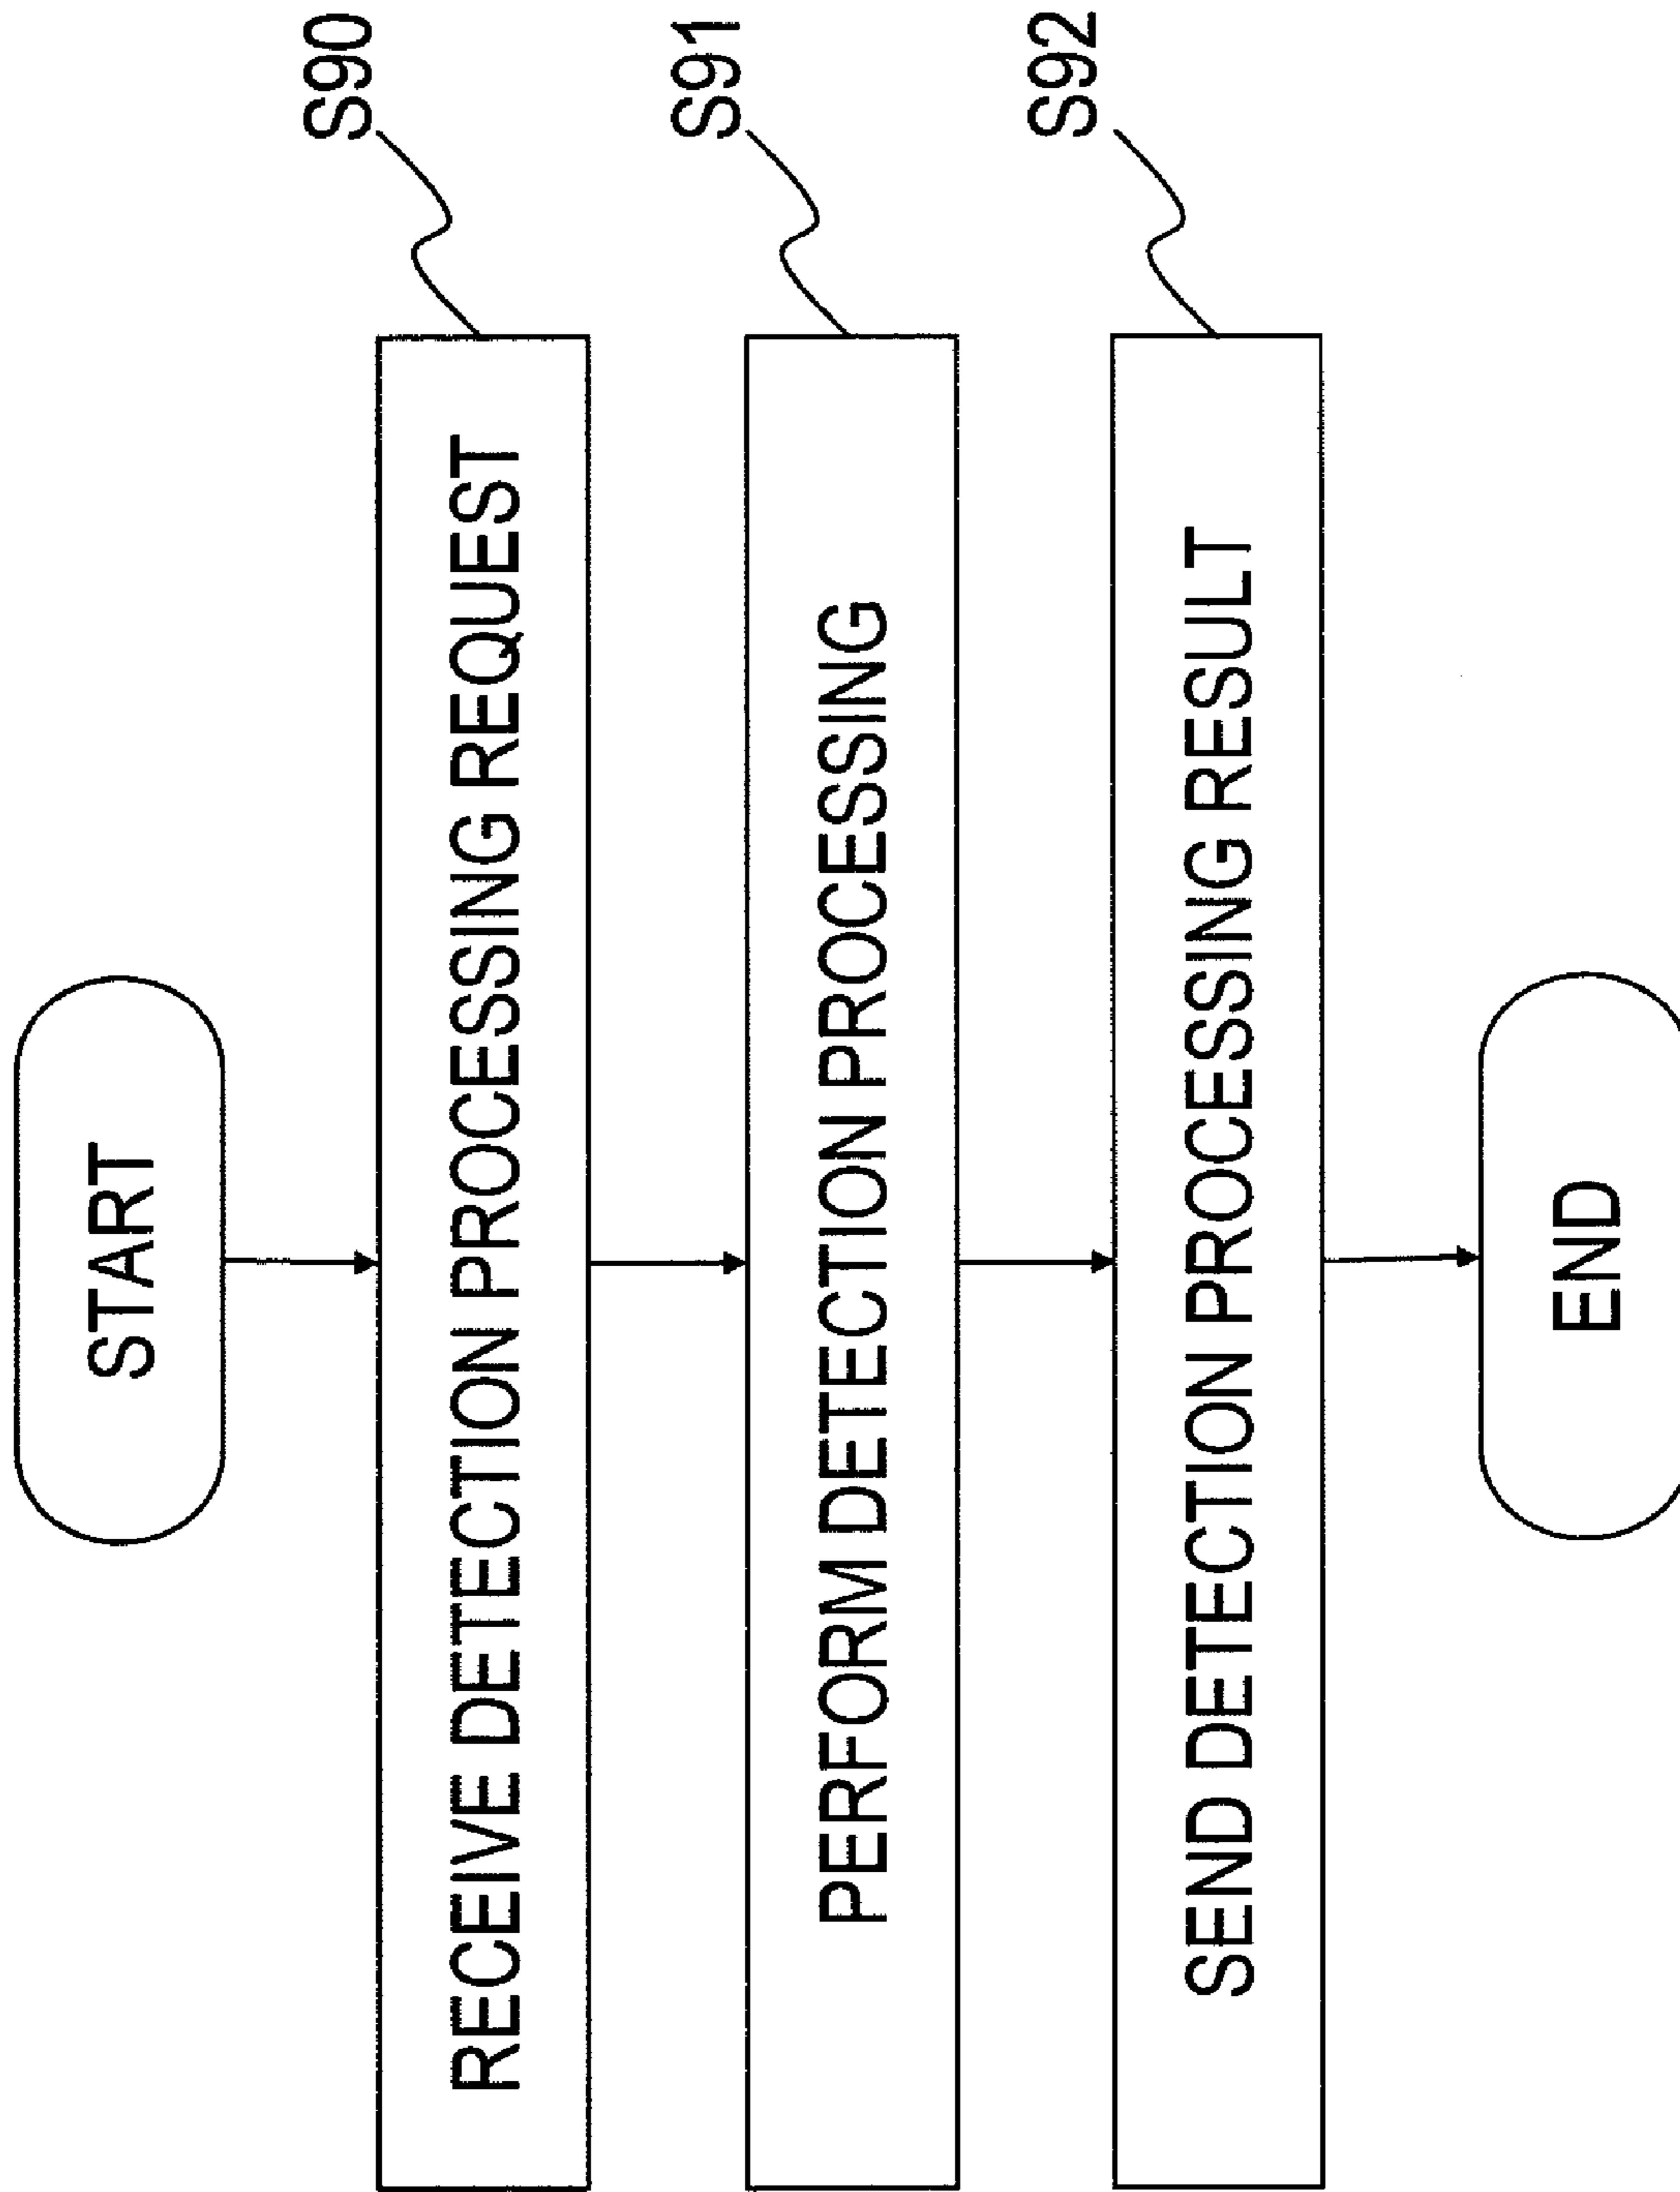 START
S90
RECEIVE DETECTION PROCESSING REQUEST
S91
PERFORM DETECTION PROCESSING
S92
SEND DETECTION PROCESSING RESULT
END